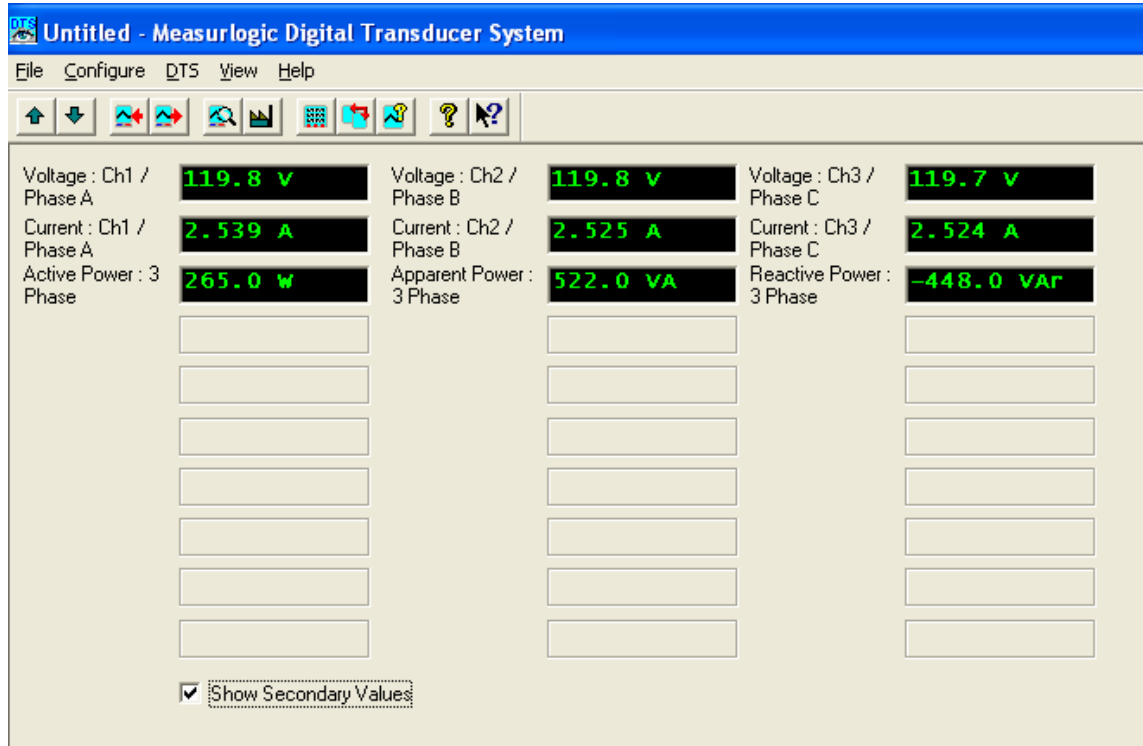 DTS Untitled - Measurlogic Digital Transducer System
File Configure DTS View Help
Voltage : Ch1 /
Phase A
119.8 V
Voltage : Ch2 /
Phase B
119.8 V
Voltage : Ch3 /
Phase C
119.7 V
Current : Ch1 /
Phase A
2.539 A
Current : Ch2 /
Phase B
2.525 A
Current : Ch3 /
Phase C
2.524 A
Active Power : 3
Phase
265.0 W
Apparent Power :
3 Phase
522.0 VA
Reactive Power :
3 Phase
-448.0 VAr
Show Secondary Values